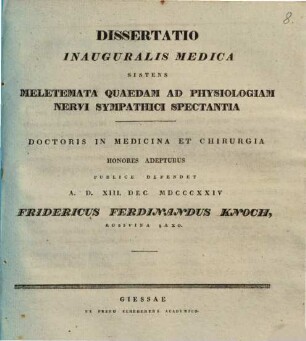 8.
DISSERTATIO
INAUGURALIS MEDICA
SISTENS
MELETEMATA QUAEDAM AD PHYSIOLOGIAM
NERVI SYMPATHICI SPECTANTIA
DOCTORIS IN MEDICINA ET CHIRURGIA
HONORES ADEPTURUS
PUBLICE DEFENDET
A. D. XIII. DEC. MDCCCXXIV
FRIDERICUS FERDINANDUS KNOCH,
GIESSAE